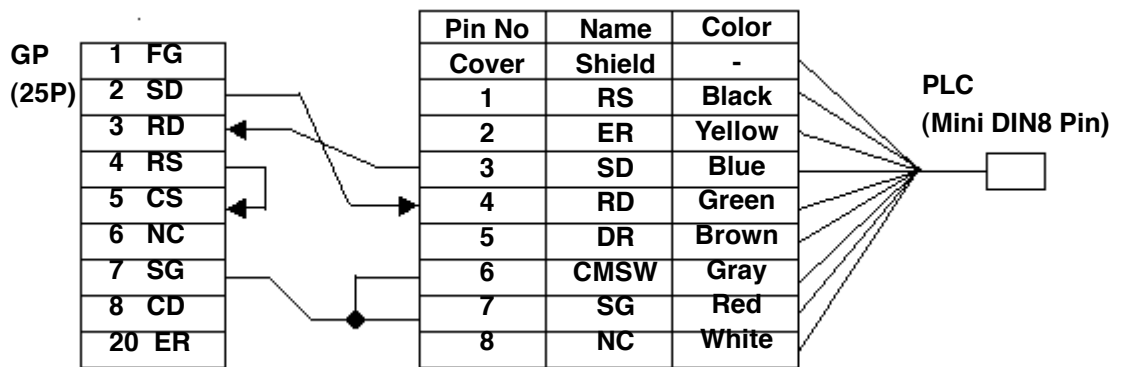 GP
(25P)
1 FG
2 SD
3 RD
4 RS
5 CS
6 NC
7 SG
8 CD
20 ER
Pin No Name Color
Cover Shield -
1 RS Black
2 ER Yellow
3 SD Blue
4 RD Green
5 DR Brown
6 CMSW Gray
7 SG Red
8 NC White
PLC
(Mini DIN8 Pin)